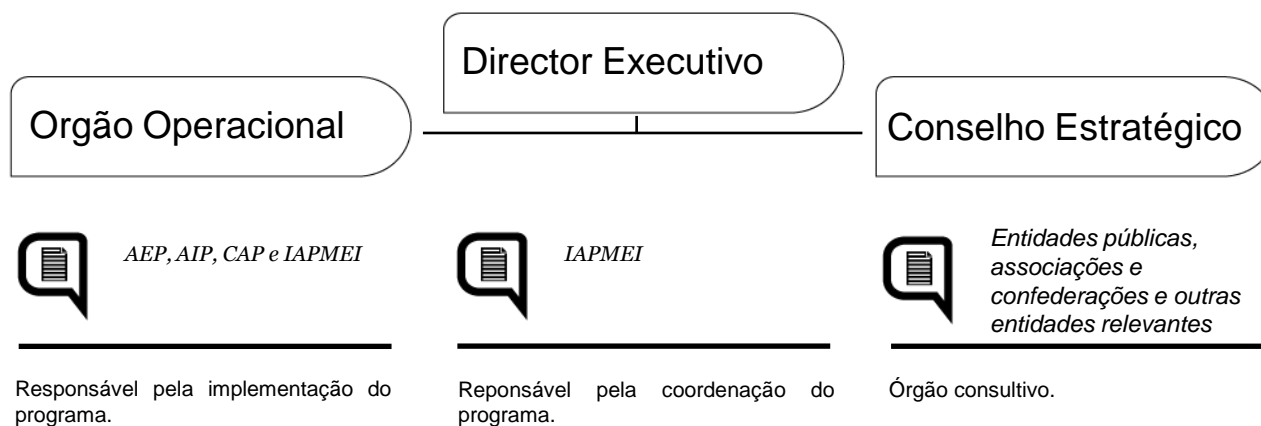 Director Executivo
Orgão Operacional
Conselho Estratégico
AEP, AIP, CAP e IAPMEI
IAPMEI
Entidades públicas,
associações e
confederações e outras
entidades relevantes
Responsável pela implementação do
programa.
Reponsável pela coordenação do
programa.
Órgão consultivo.